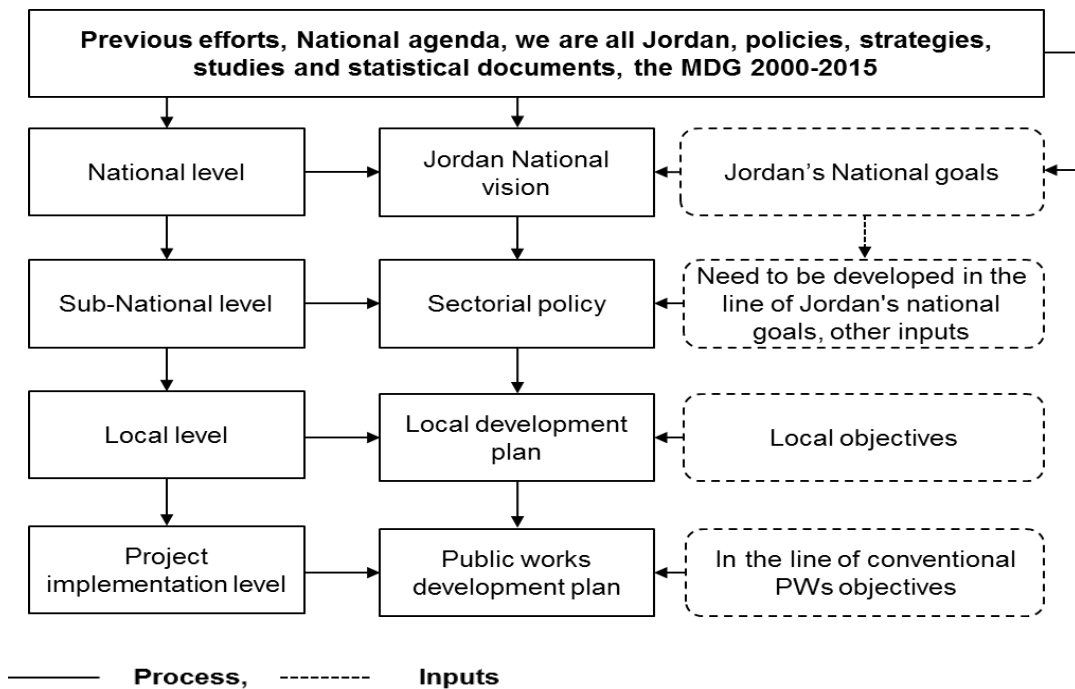 Previous efforts, National agenda, we are all Jordan, policies, strategies,
studies and statistical documents, the MDG 2000-2015
National level
Jordan National
vision
Jordan's National goals
Sub-National level
Sectorial policy
Need to be developed in the
line of Jordan's national
goals, other inputs
Local level
Local development
plan
Local objectives
Project
implementation level
Public works
development plan
In the line of conventional
PWs objectives
Process,
Inputs